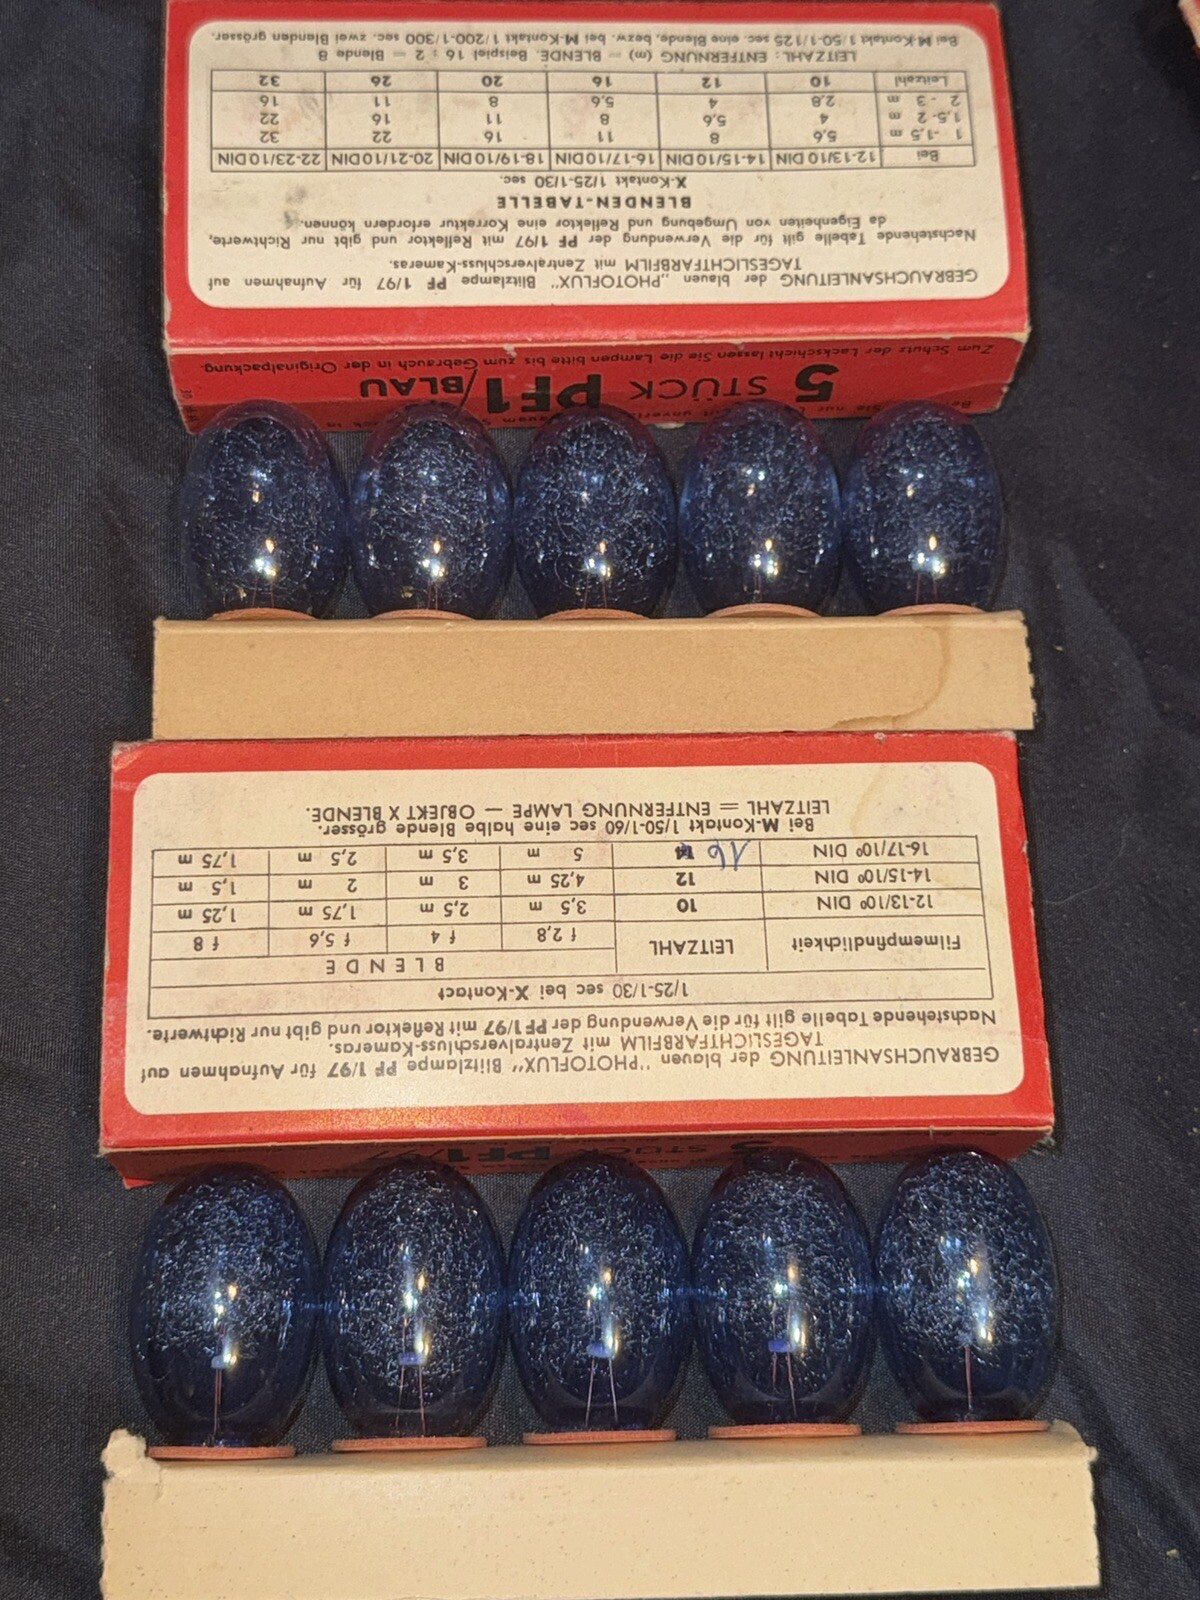 5 STÜCK PF1/97 BLAU
Zum Schutz der Lackschicht lassen Sie die Lampen bitte bis zum Gebrauch in der Originalpackung.
GEBRAUCHSANLEITUNG der blauen „PHOTOFLUX" Blitzlampe PF 1/97 für Aufnahmen auf
TAGESLICHTFARBFILM mit Zentralverschluss-Kameras.
Nachstehende Tabelle gilt für die Verwendung der PF 1/97 mit Reflektor und gibt nur Richtwerte,
da Eigenheiten von Umgebung und Reflektor eine Korrektur erfordern können.
BLENDEN-TABELLE
X-Kontakt 1/25-1/30 sec.
Bei 12-13/10 DIN 14-15/10 DIN 16-17/10 DIN 18-19/10 DIN 20-21/10 DIN 22-23/10 DIN
1 -1,5 m 5,6 8 11 16 22 32
1,5- 2 m 4 5,6 8 11 16 22
2 - 3 m 2,8 4 5,6 8 11 16
Leitzahl 10 12 16 20 26 32
LEITZAHL: ENTFERNUNG (m) = BLENDE. Beispiel 16 : 2 = Blende 8
Bei M-Kontakt 1/50-1/125 sec. eine Blende, bezw. bei M-Kontakt 1/200-1/300 sec. zwei Blenden grösser.
5 STÜCK PF1/97
GEBRAUCHSANLEITUNG der blauen "PHOTOFLUX" Blitzlampe PF 1/97 für Aufnahmen auf
TAGESLICHTFARBFILM mit Zentralverschluss-Kameras.
Nachstehende Tabelle gilt für die Verwendung der PF 1/97 mit Reflektor und gibt nur Richtwerte.
1/25-1/30 sec bei X-Kontact
Filmempfindlichkeit LEITZAHL BLENDE
f 2,8 f 4 f 5,6 f 8
12-13/10º DIN 10 3,5 m 2,5 m 1,75 m 1,25 m
14-15/10º DIN 12 4,25 m 3 m 2 m 1,5 m
16-17/10º DIN 16 14 5 m 3,5 m 2,5 m 1,75 m
Bei M-Kontakt 1/50-1/60 sec eine halbe Blende grösser.
LEITZAHL = ENTFERNUNG LAMPE — OBJEKT X BLENDE.